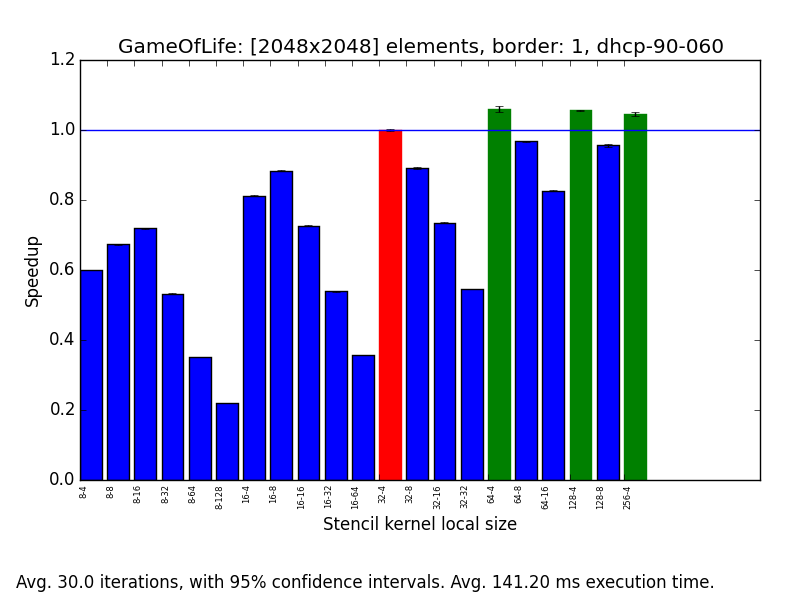 GameOfLife: [2048x2048] elements, border: 1, dhcp-90-060
1.2
1.0
0.8
0.6
0.4
0.2
0.0
Speedup
8-4 8-8 8-16 8-32 8-64 8-128 16-4 16-8 16-16 16-32 16-64 32-4 32-8 32-16 32-32 64-4 64-8 64-16 128-4 128-8 256-4
Stencil kernel local size
Avg. 30.0 iterations, with 95% confidence intervals. Avg. 141.20 ms execution time.